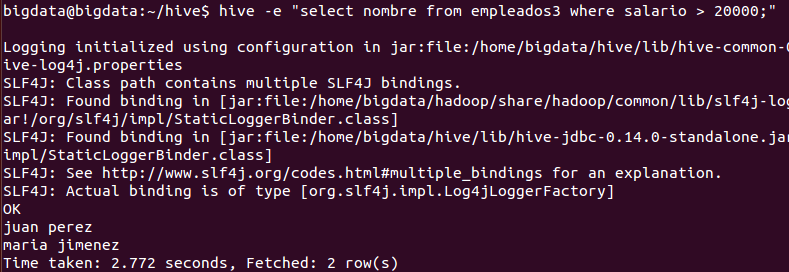 bigdata@bigdata:~/hive$ hive -e "select nombre from empleados3 where salario > 20000;"
Logging initialized using configuration in jar:file:/home/bigdata/hive/lib/hive-common-0
ive-log4j.properties
SLF4J: Class path contains multiple SLF4J bindings.
SLF4J: Found binding in [jar:file:/home/bigdata/hadoop/share/hadoop/common/lib/slf4j-log
ar!/org/slf4j/impl/StaticLoggerBinder.class]
SLF4J: Found binding in [jar:file:/home/bigdata/hive/lib/hive-jdbc-0.14.0-standalone.jar
impl/StaticLoggerBinder.class]
SLF4J: See http://www.slf4j.org/codes.html#multiple_bindings for an explanation.
SLF4J: Actual binding is of type [org.slf4j.impl.Log4jLoggerFactory]
OK
juan perez
maria jimenez
Time taken: 2.772 seconds, Fetched: 2 row(s)